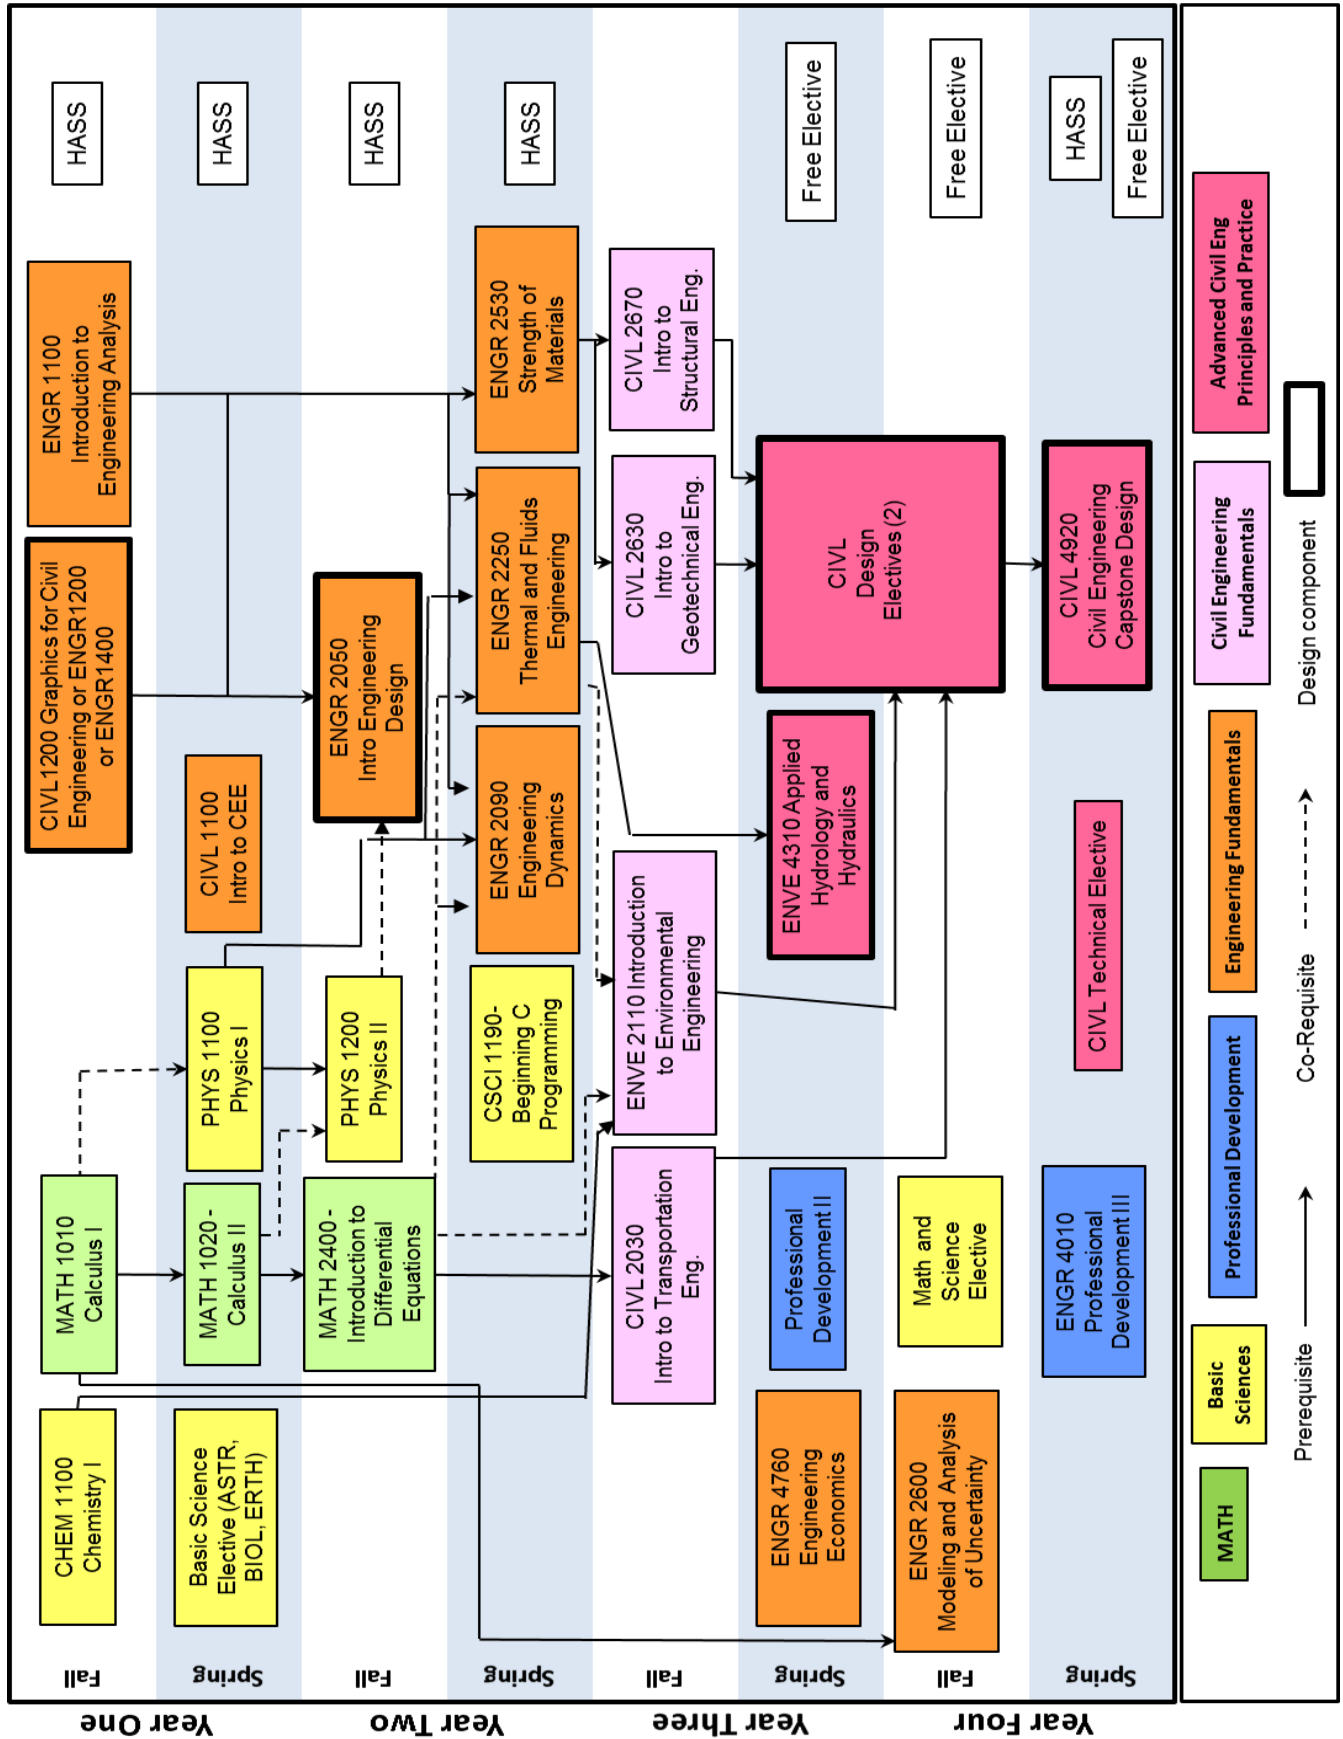 Year One
Fall
CHEM 1100
Chemistry I
MATH 1010
Calculus I
CIVL1200 Graphics for Civil
Engineering or ENGR1200
or ENGR1400
ENGR 1100
Introduction to
Engineering Analysis
HASS
Spring
Basic Science
Elective (ASTR,
BIOL, ERTH)
MATH 1020 -
Calculus II
PHYS 1100
Physics I
CIVL 1100
Intro to CEE
HASS
Year Two
Fall
MATH 2400 -
Introduction to
Differential
Equations
PHYS 1200
Physics II
ENGR 2050
Intro Engineering
Design
HASS
Spring
CSCI 1190-
Beginning C
Programming
ENGR 2090
Engineering
Dynamics
ENGR 2250
Thermal and Fluids
Engineering
ENGR 2530
Strength of
Materials
HASS
Year Three
Fall
CIVL 2030
Intro to Transportation
Eng.
ENVE 2110 Introduction
to Environmental
Engineering
CIVL 2630
Intro to
Geotechnical Eng.
CIVL 2670
Intro to
Structural Eng.
Spring
ENGR 4760
Engineering
Economics
Professional
Development II
ENVE 4310 Applied
Hydrology and
Hydraulics
CIVL
Design
Electives (2)
Free Elective
Year Four
Fall
ENGR 2600
Modeling and Analysis
of Uncertainty
Math and
Science
Elective
Free Elective
Spring
ENGR 4010
Professional
Development III
CIVL Technical Elective
CIVL 4920
Civil Engineering
Capstone Design
HASS
Free Elective
MATH
Basic
Sciences
Professional Development
Engineering Fundamentals
Civil Engineering
Fundamentals
Advanced Civil Eng
Principles and Practice
Prerequisite
Co-Requisite
Design component